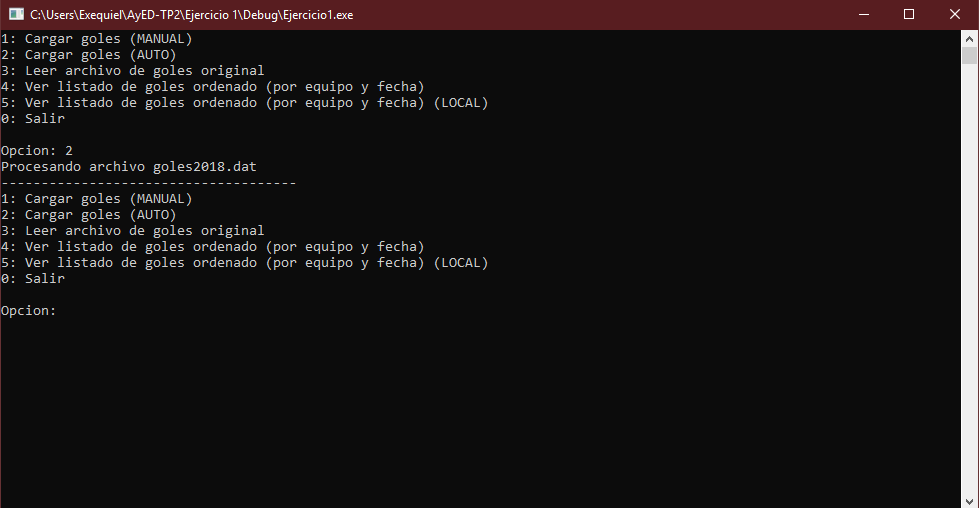 C:\Users\Exequiel\AyED-TP2\Ejercicio 1\Debug\Ejercicio1.exe
1: Cargar goles (MANUAL)
2: Cargar goles (AUTO)
3: Leer archivo de goles original
4: Ver listado de goles ordenado (por equipo y fecha)
5: Ver listado de goles ordenado (por equipo y fecha) (LOCAL)
0: Salir
Opcion: 2
Procesando archivo goles2018.dat
-------------------------------------
1: Cargar goles (MANUAL)
2: Cargar goles (AUTO)
3: Leer archivo de goles original
4: Ver listado de goles ordenado (por equipo y fecha)
5: Ver listado de goles ordenado (por equipo y fecha) (LOCAL)
0: Salir
Opcion: